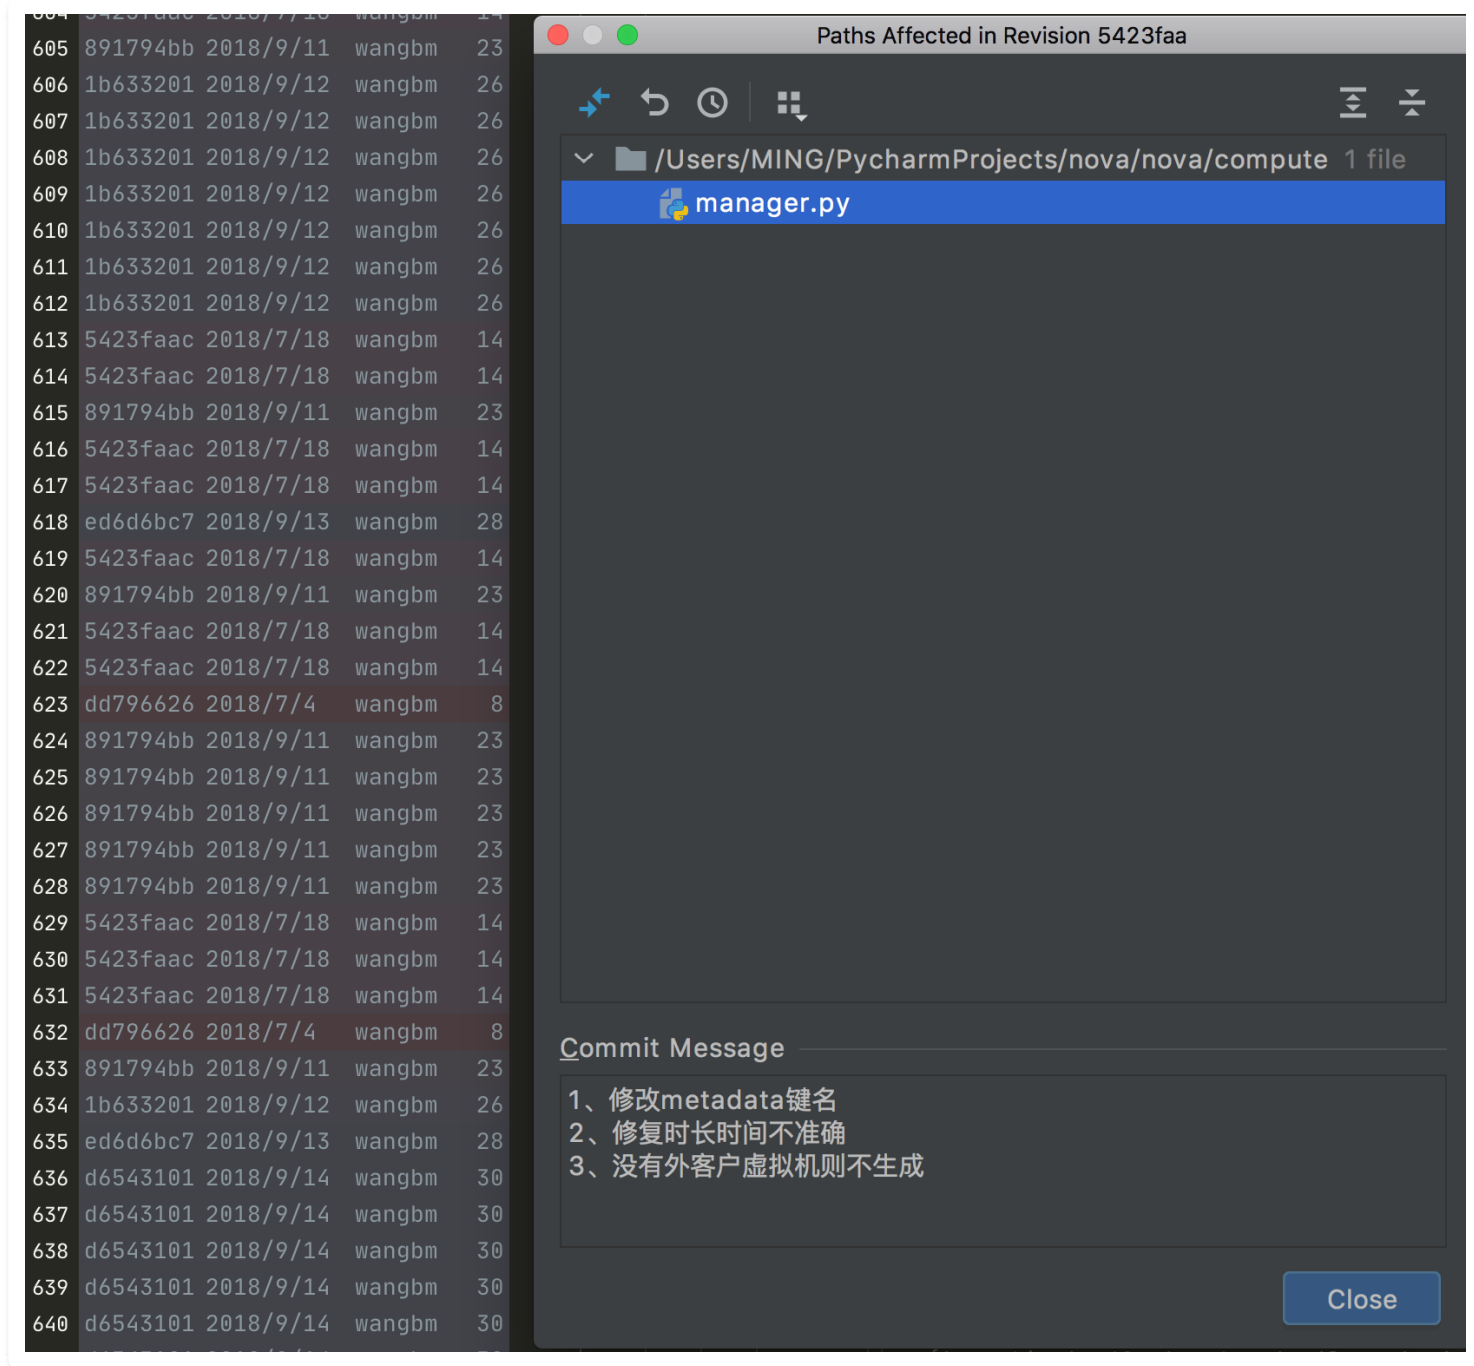 604 5423faac 2018/7/18 wangbm 14
605 891794bb 2018/9/11 wangbm 23
606 1b633201 2018/9/12 wangbm 26
607 1b633201 2018/9/12 wangbm 26
608 1b633201 2018/9/12 wangbm 26
609 1b633201 2018/9/12 wangbm 26
610 1b633201 2018/9/12 wangbm 26
611 1b633201 2018/9/12 wangbm 26
612 1b633201 2018/9/12 wangbm 26
613 5423faac 2018/7/18 wangbm 14
614 5423faac 2018/7/18 wangbm 14
615 891794bb 2018/9/11 wangbm 23
616 5423faac 2018/7/18 wangbm 14
617 5423faac 2018/7/18 wangbm 14
618 ed6d6bc7 2018/9/13 wangbm 28
619 5423faac 2018/7/18 wangbm 14
620 891794bb 2018/9/11 wangbm 23
621 5423faac 2018/7/18 wangbm 14
622 5423faac 2018/7/18 wangbm 14
623 dd796626 2018/7/4 wangbm 8
624 891794bb 2018/9/11 wangbm 23
625 891794bb 2018/9/11 wangbm 23
626 891794bb 2018/9/11 wangbm 23
627 891794bb 2018/9/11 wangbm 23
628 891794bb 2018/9/11 wangbm 23
629 5423faac 2018/7/18 wangbm 14
630 5423faac 2018/7/18 wangbm 14
631 5423faac 2018/7/18 wangbm 14
632 dd796626 2018/7/4 wangbm 8
633 891794bb 2018/9/11 wangbm 23
634 1b633201 2018/9/12 wangbm 26
635 ed6d6bc7 2018/9/13 wangbm 28
636 d6543101 2018/9/14 wangbm 30
637 d6543101 2018/9/14 wangbm 30
638 d6543101 2018/9/14 wangbm 30
639 d6543101 2018/9/14 wangbm 30
640 d6543101 2018/9/14 wangbm 30
Paths Affected in Revision 5423faa
/Users/MING/PycharmProjects/nova/nova/compute 1 file
manager.py
Commit Message
1、修改metadata键名
2、修复时长时间不准确
3、没有外客户虚拟机则不生成
Close